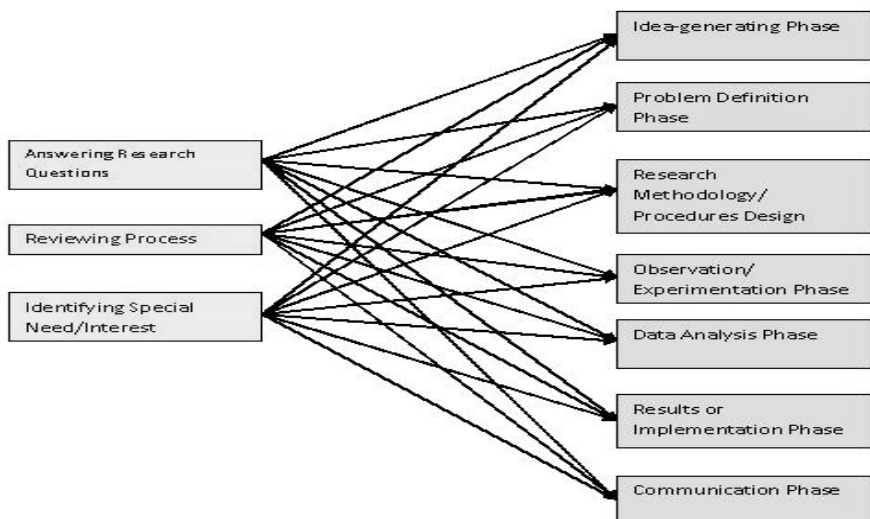 Answering Research
Questions
Reviewing Process
Identifying Special
Need/Interest
Idea-generating Phase
Problem Definition
Phase
Research
Methodology/
Procedures Design
Observation/
Experimentation Phase
Data Analysis Phase
Results or
Implementation Phase
Communication Phase